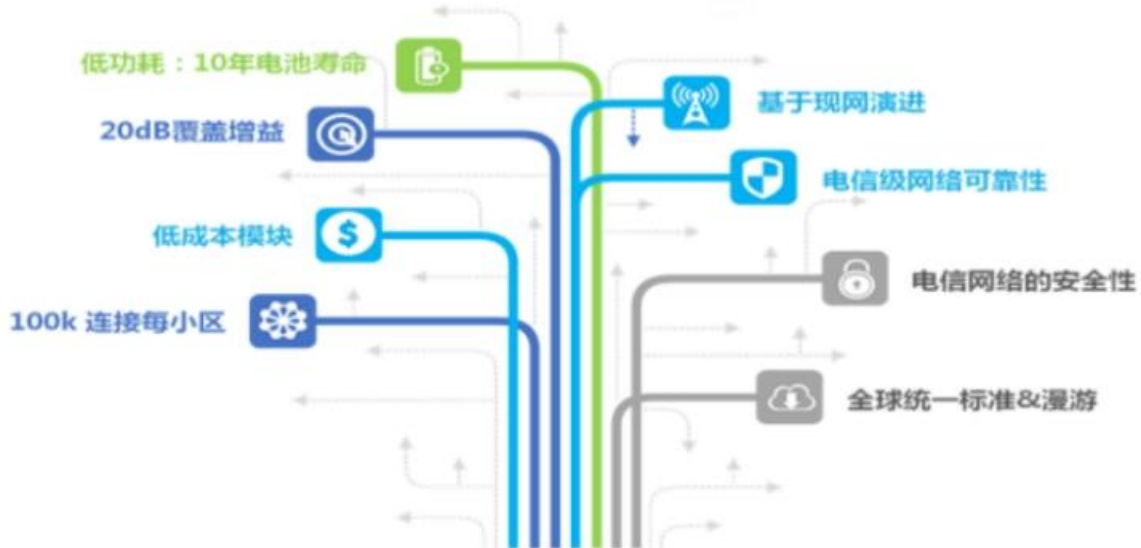 低功耗：10年电池寿命
20dB覆盖增益
低成本模块
100k 连接每小区
基于现网演进
电信级网络可靠性
电信网络的安全性
全球统一标准&漫游